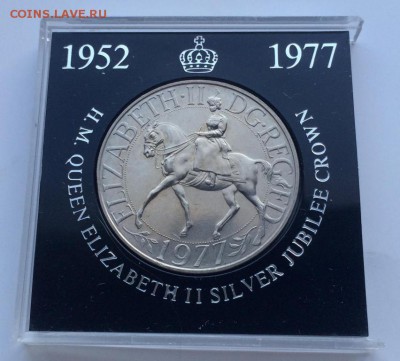 COINS.LAVE.RU
1952 1977
ELIZABETH·II D·G·REG·F·D
1977
H.M. QUEEN ELIZABETH II SILVER JUBILEE CROWN